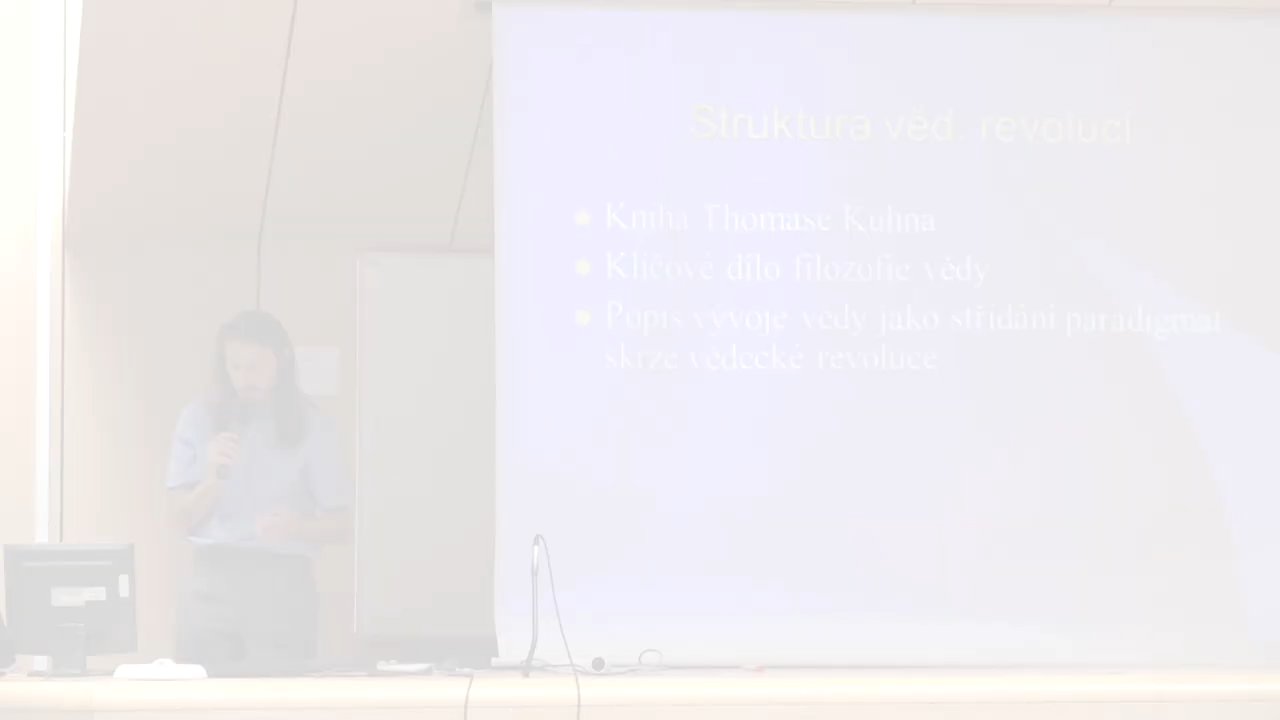 Struktura věd. revolucí
Kniha Thomase Kuhna
Klíčové dílo filozofie vědy
Popis vývoje vědy jako střídání paradigmat
skrze vědecké revoluce